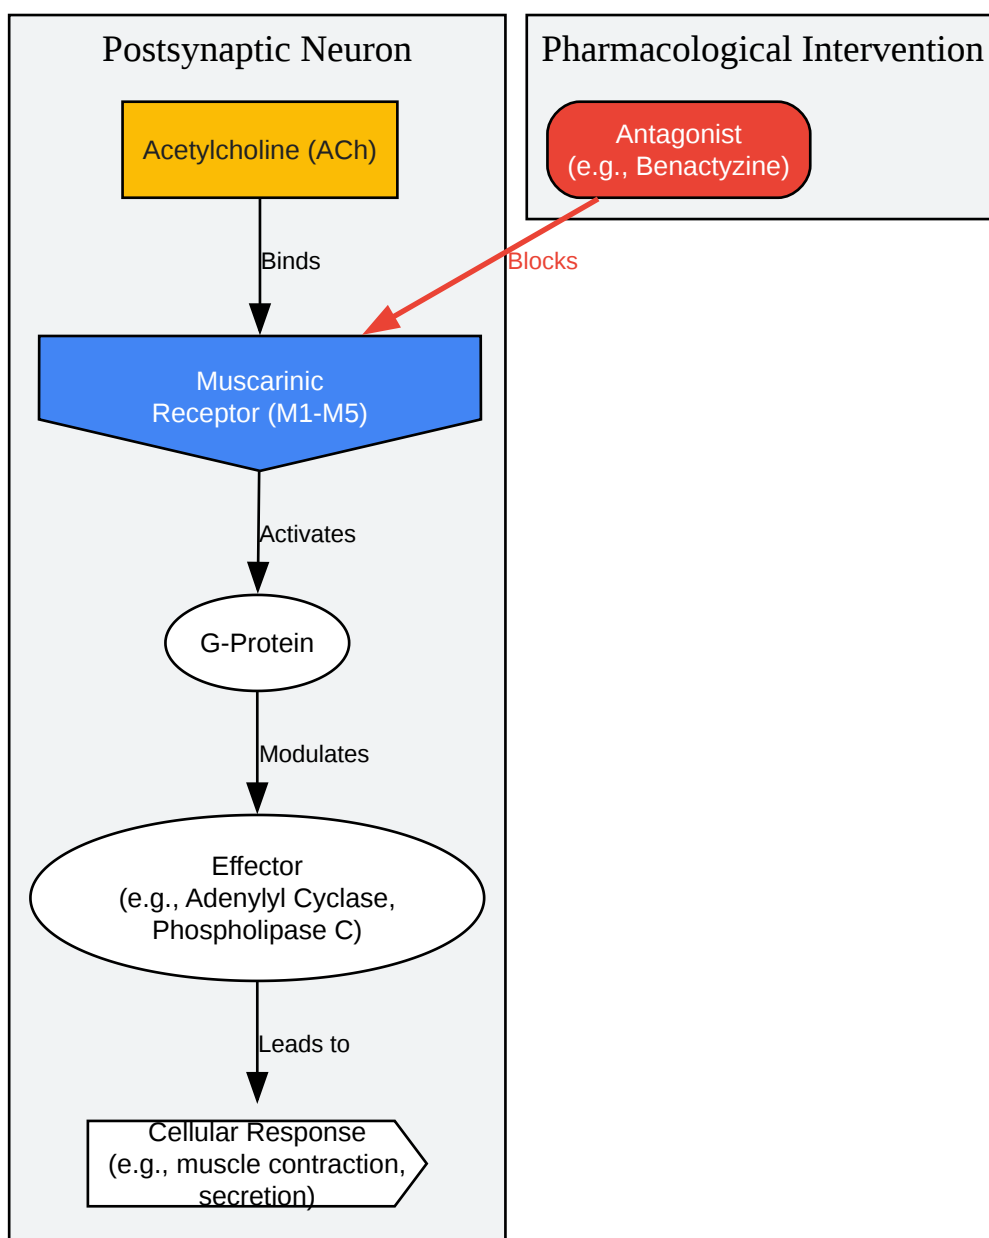 Postsynaptic Neuron
Pharmacological Intervention
Acetylcholine (ACh)
Antagonist
(e.g., Benactyzine)
Binds
Blocks
Muscarinic
Receptor (M1-M5)
Activates
G-Protein
Modulates
Effector
(e.g., Adenylyl Cyclase,
Phospholipase C)
Leads to
Cellular Response
(e.g., muscle contraction,
secretion)